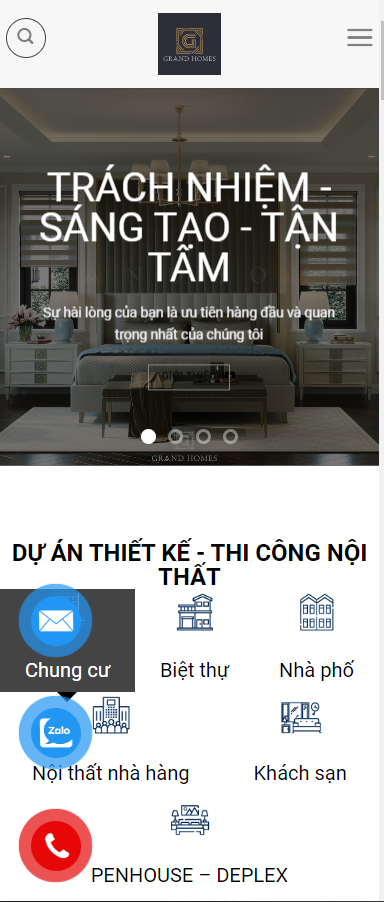 GRAND HOMES
TRÁCH NHIỆM -
SÁNG TẠO - TẬN
TÂM
Sự hài lòng của bạn là ưu tiên hàng đầu và quan
trọng nhất của chúng tôi
GIỚI THIỆU
GRAND HOMES
DỰ ÁN THIẾT KẾ - THI CÔNG NỘI
THẤT
Chung cư
Biệt thự
Nhà phố
Zalo
Nội thất nhà hàng
Khách sạn
PENHOUSE – DEPLEX